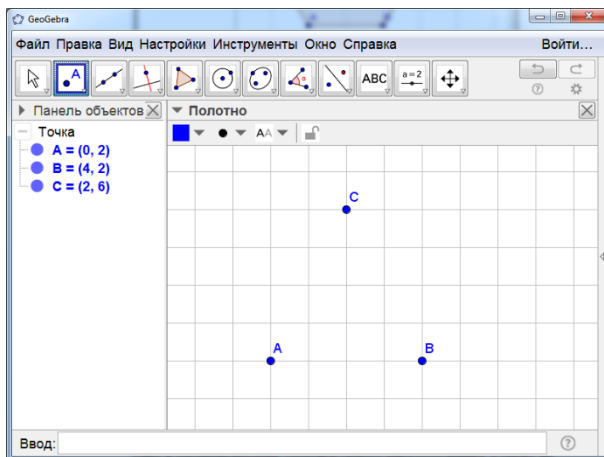 GeoGebra
Файл Правка Вид Настройки Инструменты Окно Справка Войти...
A ABC a=2
Панель объектов Полотно
AA
Точка
A = (0, 2)
B = (4, 2)
C = (2, 6)
C
A B
Ввод: